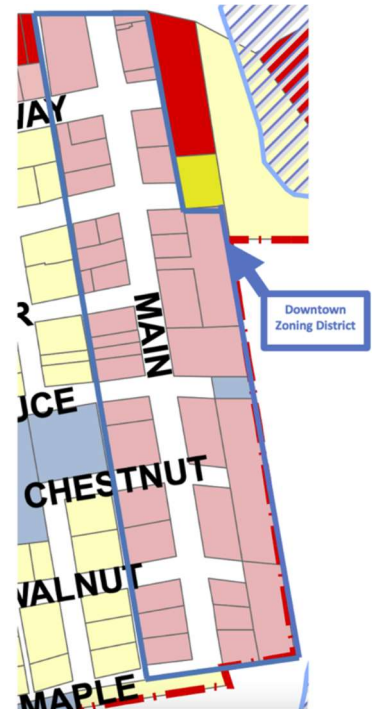 WAY
MAIN
Downtown
Zoning District
R
UCE
CHESTNUT
WALNUT
MAPLE